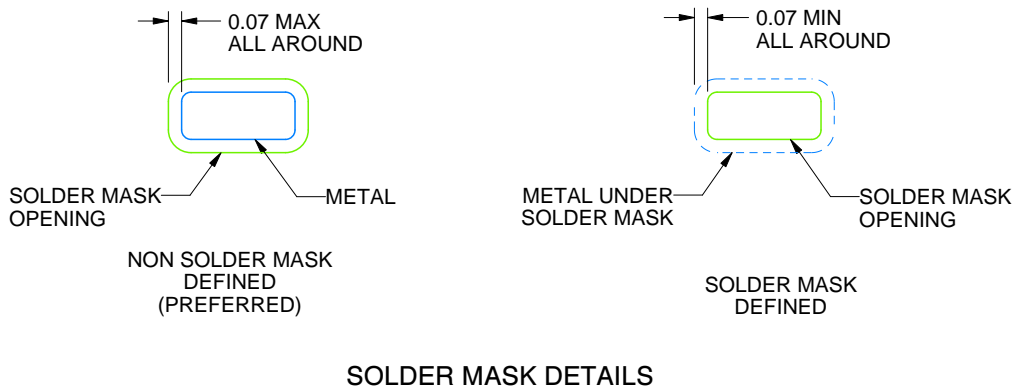 0.07 MAX
ALL AROUND
SOLDER MASK
OPENING
METAL
NON SOLDER MASK
DEFINED
(PREFERRED)
0.07 MIN
ALL AROUND
METAL UNDER
SOLDER MASK
SOLDER MASK
OPENING
SOLDER MASK
DEFINED
SOLDER MASK DETAILS